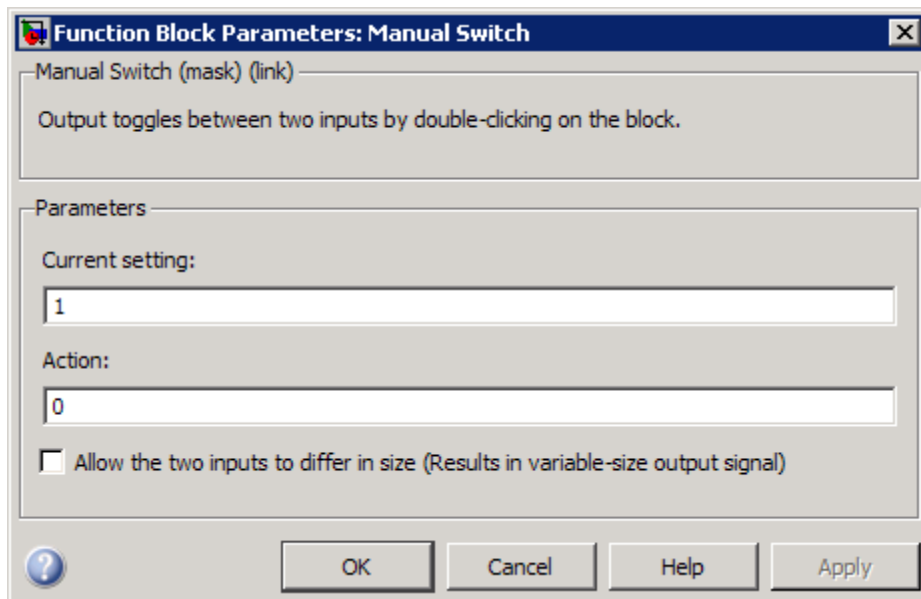 Function Block Parameters: Manual Switch
Manual Switch (mask) (link)
Output toggles between two inputs by double-clicking on the block.
Parameters
Current setting:
1
Action:
0
Allow the two inputs to differ in size (Results in variable-size output signal)
? OK Cancel Help Apply